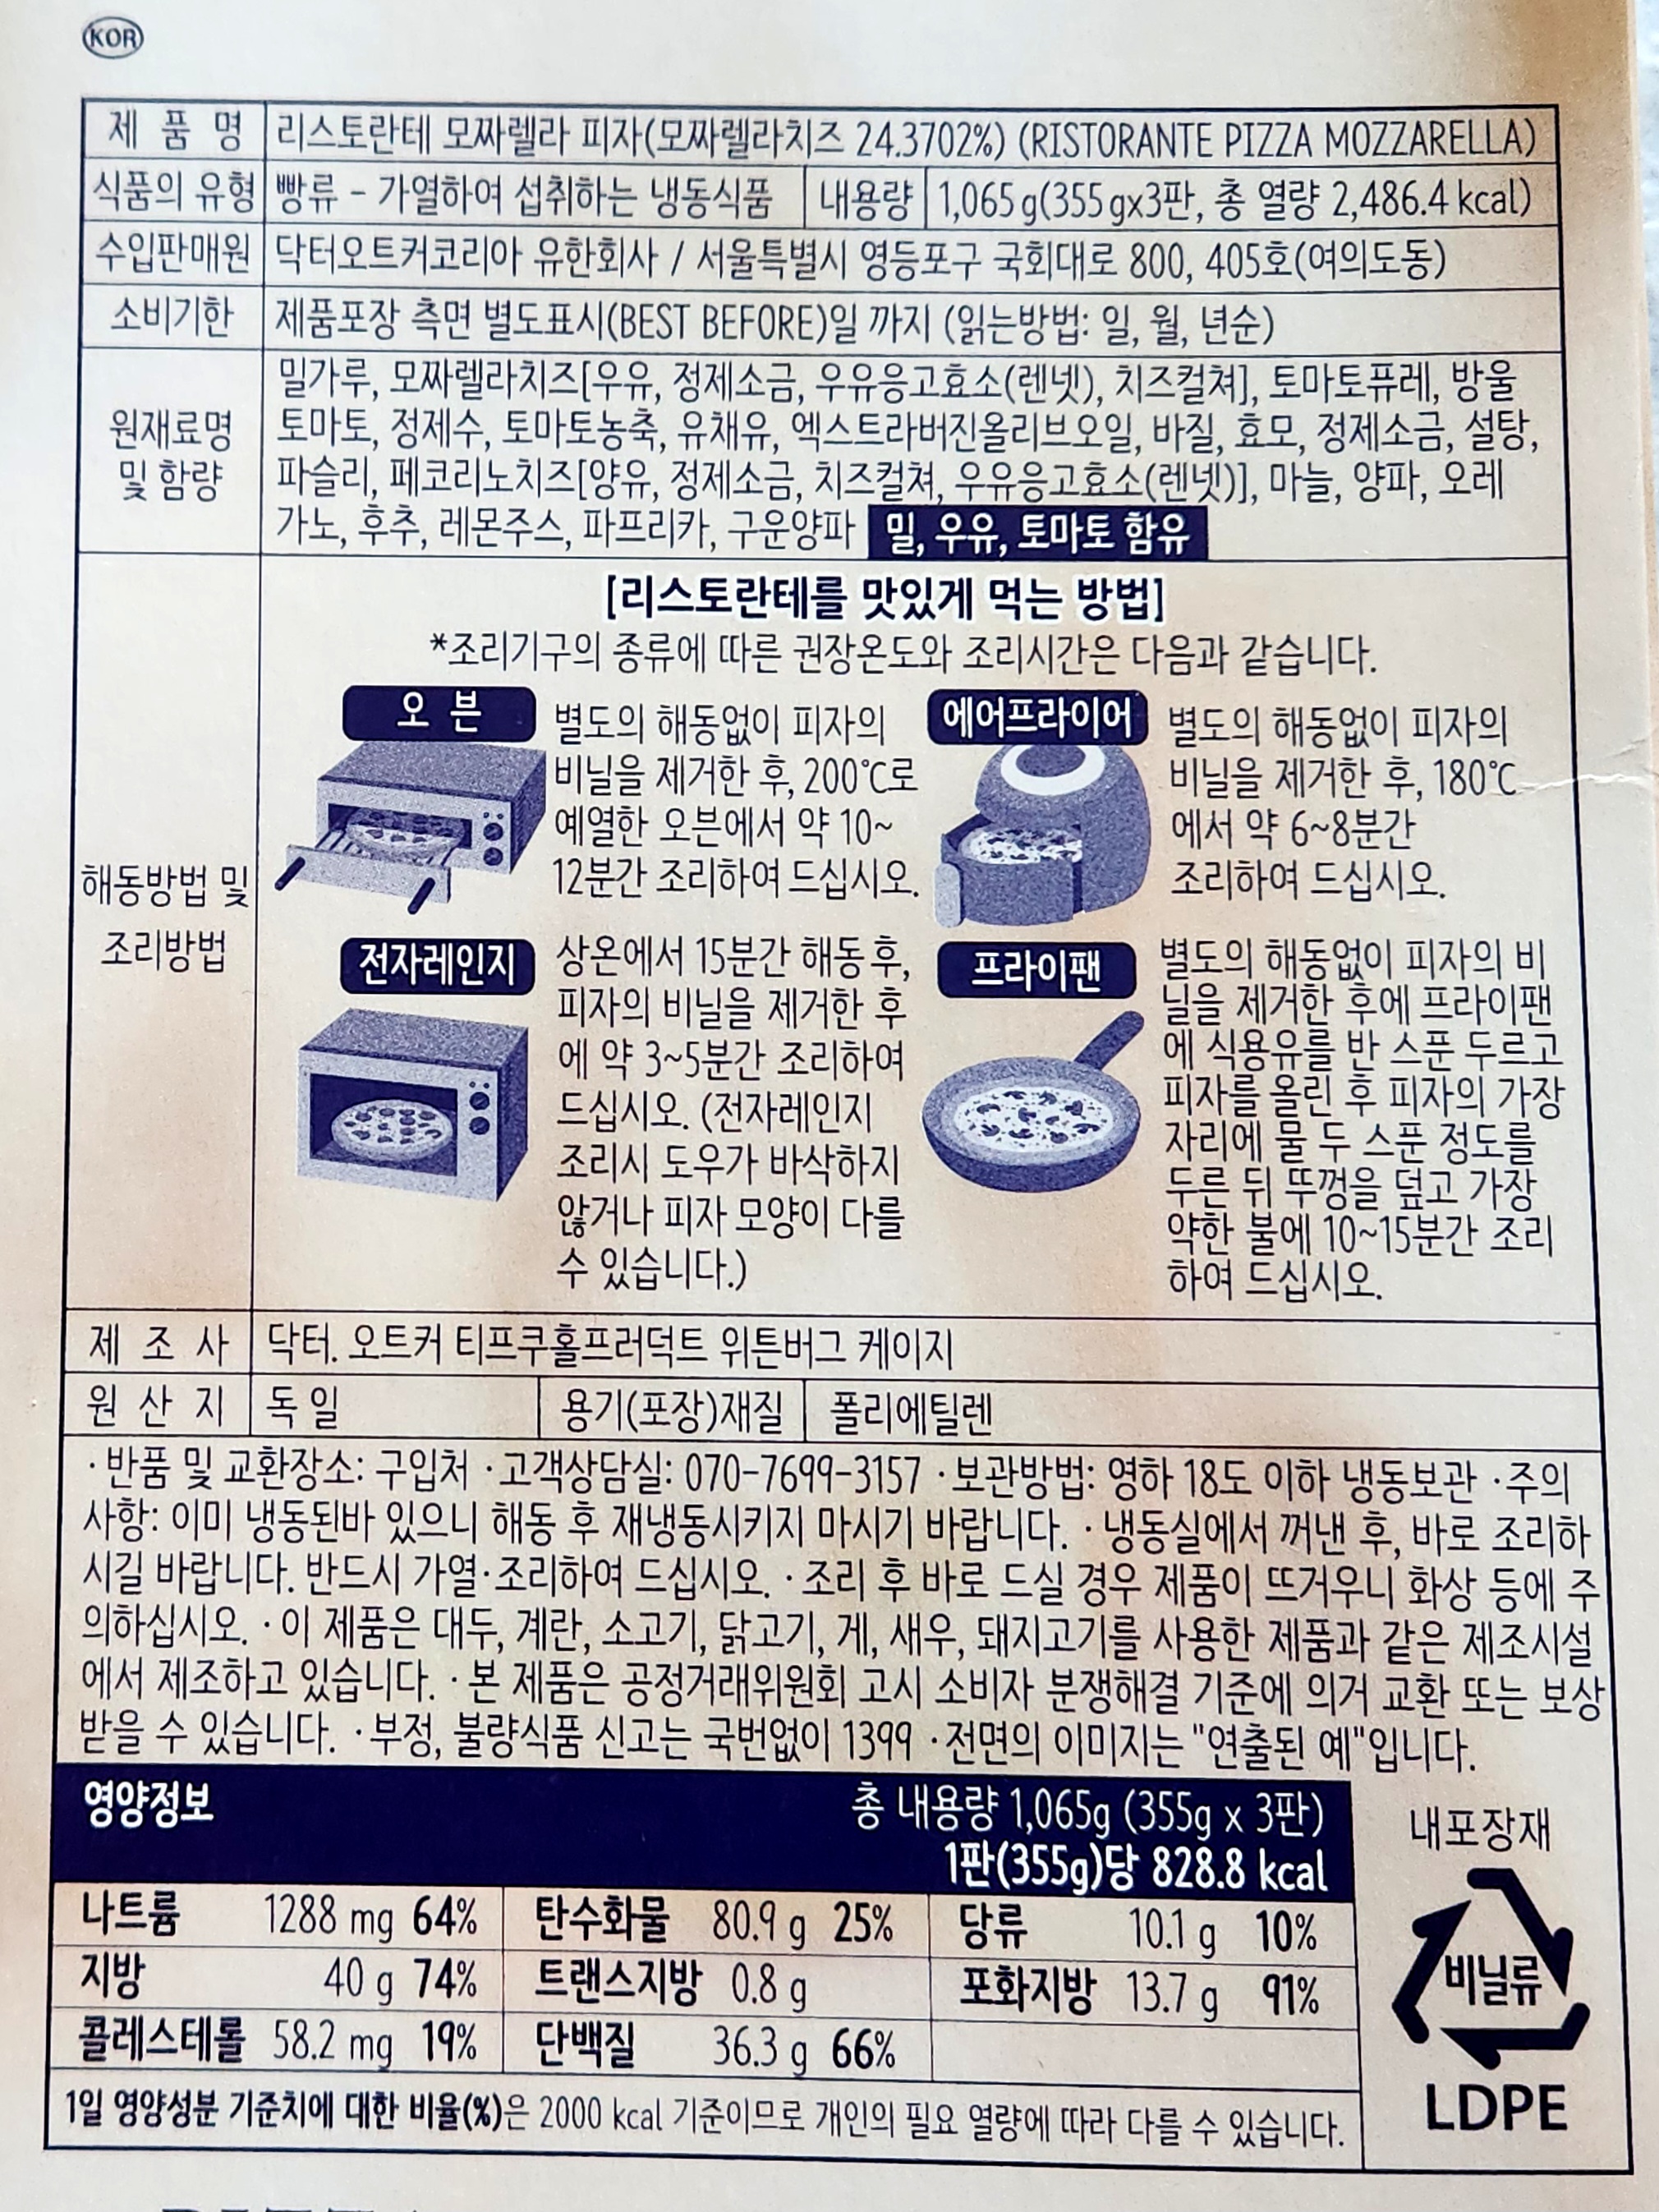 KOR
제 품 명 리스토란테 모짜렐라 피자(모짜렐라치즈 24.3702%) (RISTORANTE PIZZA MOZZARELLA)
식품의 유형 빵류 - 가열하여 섭취하는 냉동식품 내용량 1,065 g(355 gx3판, 총 열량 2,486.4 kcal)
수입판매원 닥터오트커코리아 유한회사 / 서울특별시 영등포구 국회대로 800, 405호(여의도동)
소비기한 제품포장 측면 별도표시(BEST BEFORE)일 까지 (읽는방법: 일, 월, 년순)
원재료명
및 함량
밀가루, 모짜렐라치즈[우유, 정제소금, 우유응고효소(렌넷), 치즈컬쳐], 토마토퓨레, 방울
토마토, 정제수, 토마토농축, 유채유, 엑스트라버진올리브오일, 바질, 효모, 정제소금, 설탕,
파슬리, 페코리노치즈[양유, 정제소금, 치즈컬쳐, 우유응고효소(렌넷)], 마늘, 양파, 오레
가노, 후추, 레몬주스, 파프리카, 구운양파 밀, 우유, 토마토 함유
해동방법 및
조리방법
[리스토란테를 맛있게 먹는 방법]
*조리기구의 종류에 따른 권장온도와 조리시간은 다음과 같습니다.
오 븐
별도의 해동없이 피자의
비닐을 제거한 후, 200℃로
예열한 오븐에서 약 10~
12분간 조리하여 드십시오.
에어프라이어
별도의 해동없이 피자의
비닐을 제거한 후, 180℃
에서 약 6~8분간
조리하여 드십시오.
전자레인지
상온에서 15분간 해동 후,
피자의 비닐을 제거한 후
에 약 3~5분간 조리하여
드십시오. (전자레인지
조리시 도우가 바삭하지
않거나 피자 모양이 다를
수 있습니다.)
프라이팬
별도의 해동없이 피자의 비
닐을 제거한 후에 프라이팬
에 식용유를 반 스푼 두르고
피자를 올린 후 피자의 가장
자리에 물 두 스푼 정도를
두른 뒤 뚜껑을 덮고 가장
약한 불에 10~15분간 조리
하여 드십시오.
제 조 사 닥터. 오트커 티프쿠홀프러덕트 위튼버그 케이지
원 산 지 독일 용기(포장)재질 폴리에틸렌
· 반품 및 교환장소: 구입처 · 고객상담실: 070-7699-3157 · 보관방법: 영하 18도 이하 냉동보관 · 주의
사항: 이미 냉동된바 있으니 해동 후 재냉동시키지 마시기 바랍니다. · 냉동실에서 꺼낸 후, 바로 조리하
시길 바랍니다. 반드시 가열·조리하여 드십시오. · 조리 후 바로 드실 경우 제품이 뜨거우니 화상 등에 주
의하십시오. · 이 제품은 대두, 계란, 소고기, 닭고기, 게, 새우, 돼지고기를 사용한 제품과 같은 제조시설
에서 제조하고 있습니다. · 본 제품은 공정거래위원회 고시 소비자 분쟁해결 기준에 의거 교환 또는 보상
받을 수 있습니다. · 부정, 불량식품 신고는 국번없이 1399 · 전면의 이미지는 "연출된 예"입니다.
영양정보 총 내용량 1,065g (355g x 3판)
1판(355g)당 828.8 kcal
나트륨 1288 mg 64% 탄수화물 80.9 g 25% 당류 10.1 g 10%
지방 40 g 74% 트랜스지방 0.8 g 포화지방 13.7 g 91%
콜레스테롤 58.2 mg 19% 단백질 36.3 g 66%
1일 영양성분 기준치에 대한 비율(%)은 2000 kcal 기준이므로 개인의 필요 열량에 따라 다를 수 있습니다.
내포장재
비닐류
LDPE